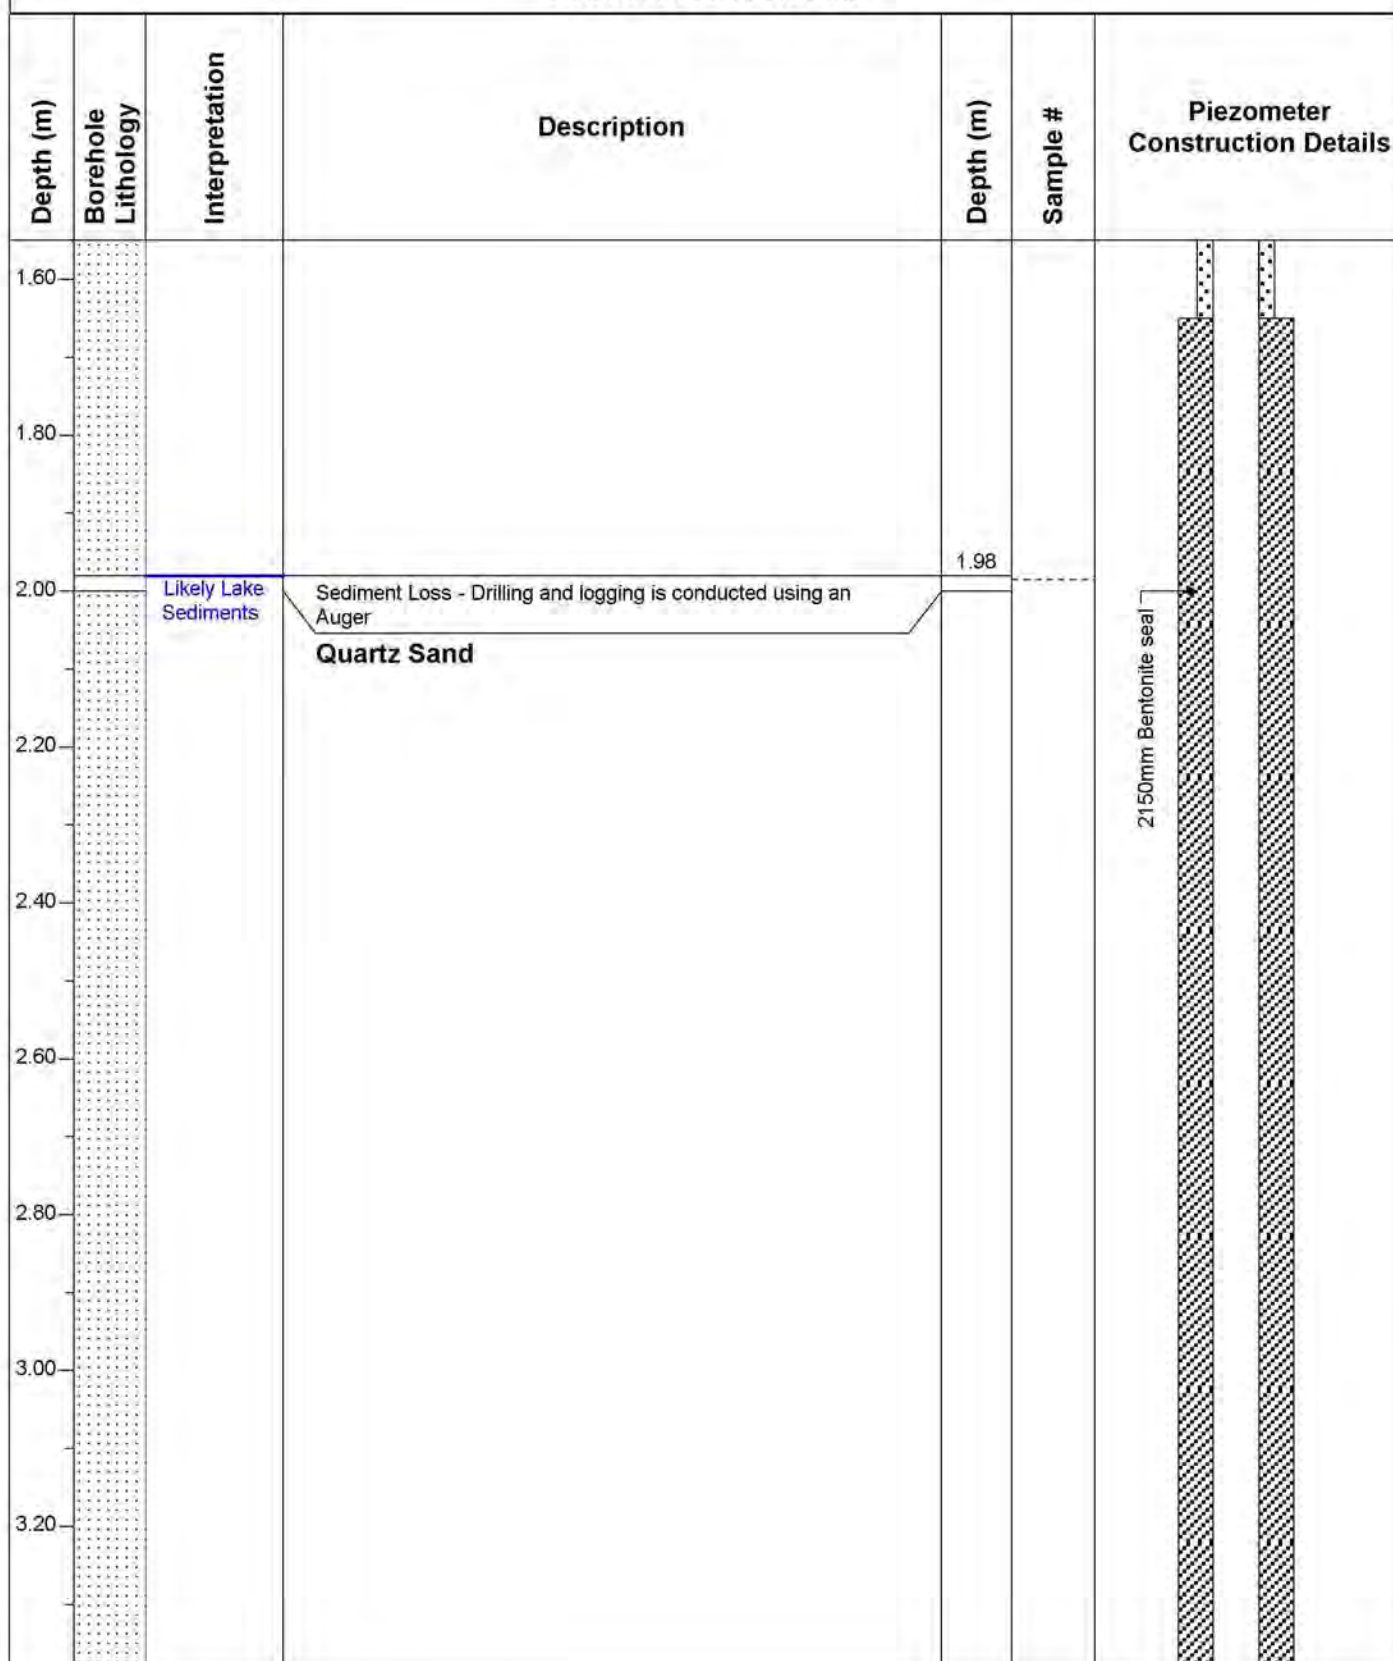 Depth (m)
Borehole
Lithology
Interpretation
Description
Depth (m)
Sample #
Piezometer
Construction Details
1.60
1.80
1.98
2.00
Likely Lake
Sediments
Sediment Loss - Drilling and logging is conducted using an
Auger
Quartz Sand
2150mm Bentonite seal
2.20
2.40
2.60
2.80
3.00
3.20